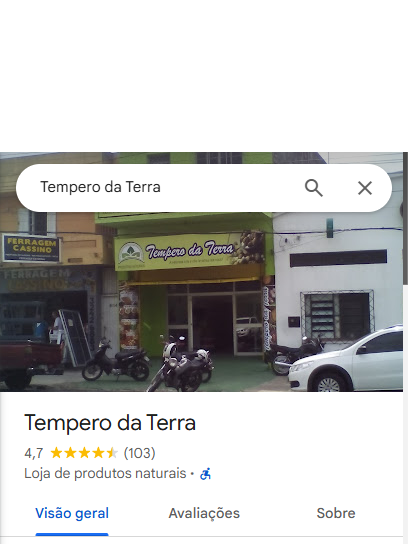 Tempero da Terra
FERRAGEM
CASSINO
FERRAGEM
CASSINO
Tempero da Terra
Tempero da Terra
4,7 (103)
Loja de produtos naturais ·
Visão geral
Avaliações
Sobre